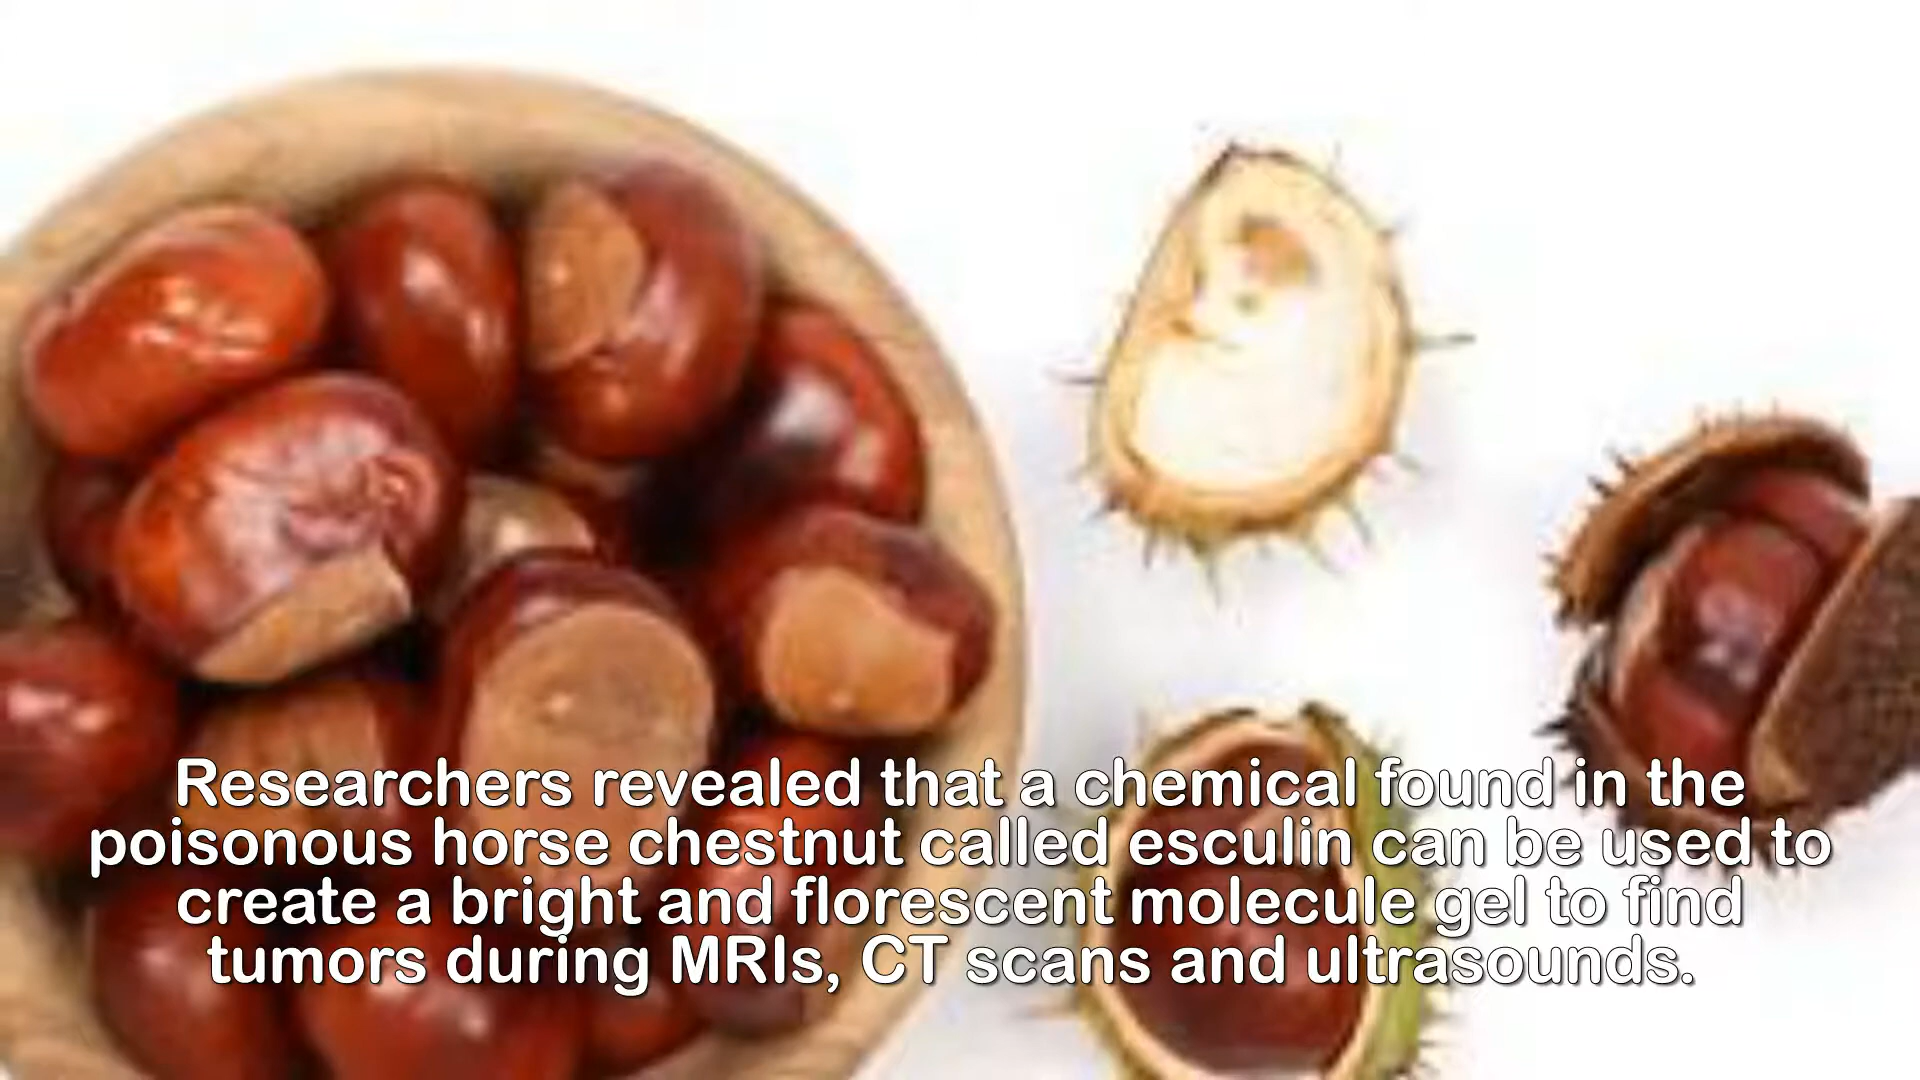 Researchers revealed that a chemical found in the
poisonous horse chestnut called esculin can be used to
create a bright and florescent molecule gel to find
tumors during MRIs, CT scans and ultrasounds.